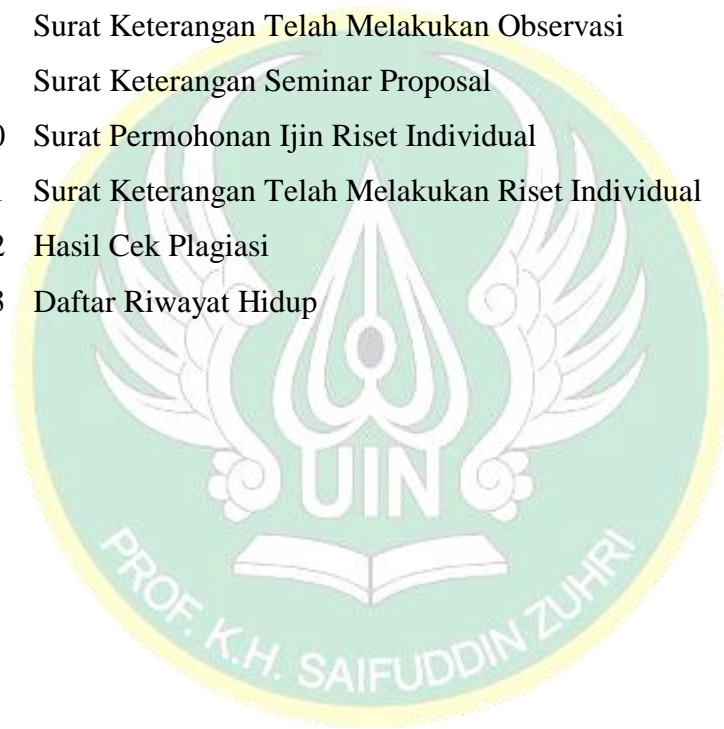 Surat Keterangan Telah Melakukan Observasi
Surat Keterangan Seminar Proposal
0 Surat Permohonan Ijin Riset Individual
1 Surat Keterangan Telah Melakukan Riset Individual
2 Hasil Cek Plagiasi
3 Daftar Riwayat Hidup
UIN
PROF. K.H. SAIFUDDIN ZUHRI